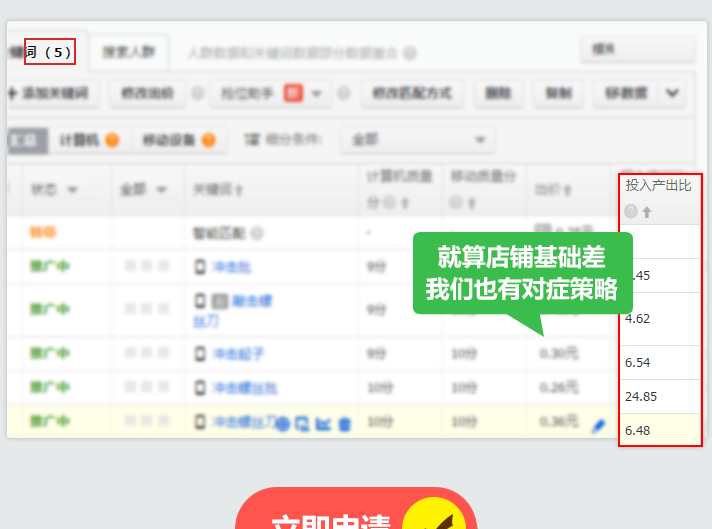 词（5）
搜索人群
人群数据和关键词数据部分数据重合
添加关键词
修改出价
抢位助手
新
修改匹配方式
删除
复制
计算机
移动设备
细分条件:
全部
状态
全部
关键词
计算机质量分
移动质量分
出价
投入产出比
智能匹配
-
推广中
冲击批
9分
.45
推广中
敲击螺丝刀
9分
4.62
推广中
冲击起子
9分
10分
0.30元
6.54
推广中
冲击螺丝批
10分
10分
0.26元
24.85
推广中
冲击螺丝刀
10分
10分
0.36元
6.48
就算店铺基础差
我们也有对症策略
立即申请